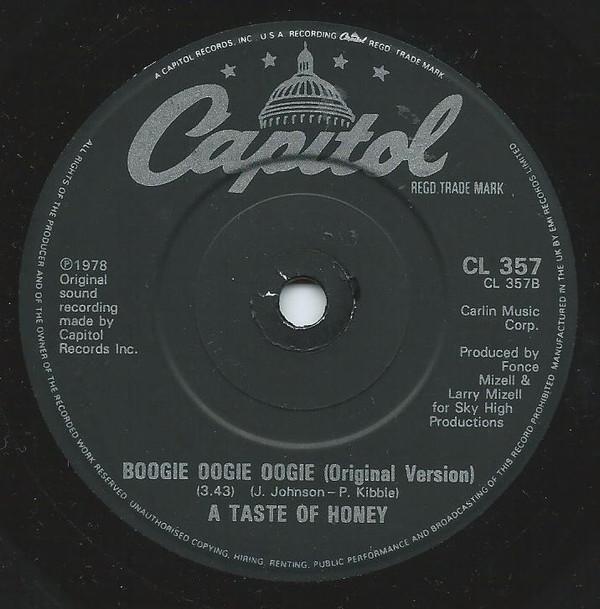 A CAPITOL RECORDS, INC. U S A RECORDING Capitol REGD. TRADE MARK
Capitol
REGD. TRADE MARK
ALL RIGHTS OF THE PRODUCER AND OF THE OWNER OF THE RECORDED WORK RESERVED UNAUTHORISED COPYING, HIRING, RENTING, PUBLIC PERFORMANCE AND BROADCASTING OF THIS RECORD PROHIBITED MANUFACTURED IN THE UK BY EMI RECORDS LIMITED
℗1978
Original
sound
recording
made by
Capitol
Records Inc.
CL 357
CL 357B
Carlin Music
Corp.
Produced by
Fonce
Mizell &
Larry Mizell
for Sky High
Productions
BOOGIE OOGIE OOGIE (Original Version)
(3.43) (J. Johnson – P. Kibble)
A TASTE OF HONEY